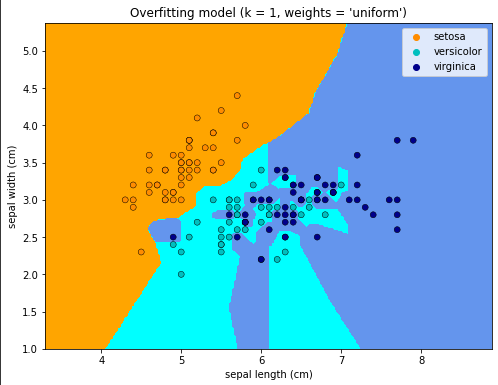 Overfitting model (k = 1, weights = 'uniform')
setosa
versicolor
virginica
sepal width (cm)
5.0
4.5
4.0
3.5
3.0
2.5
2.0
1.5
1.0
4 5 6 7 8
sepal length (cm)